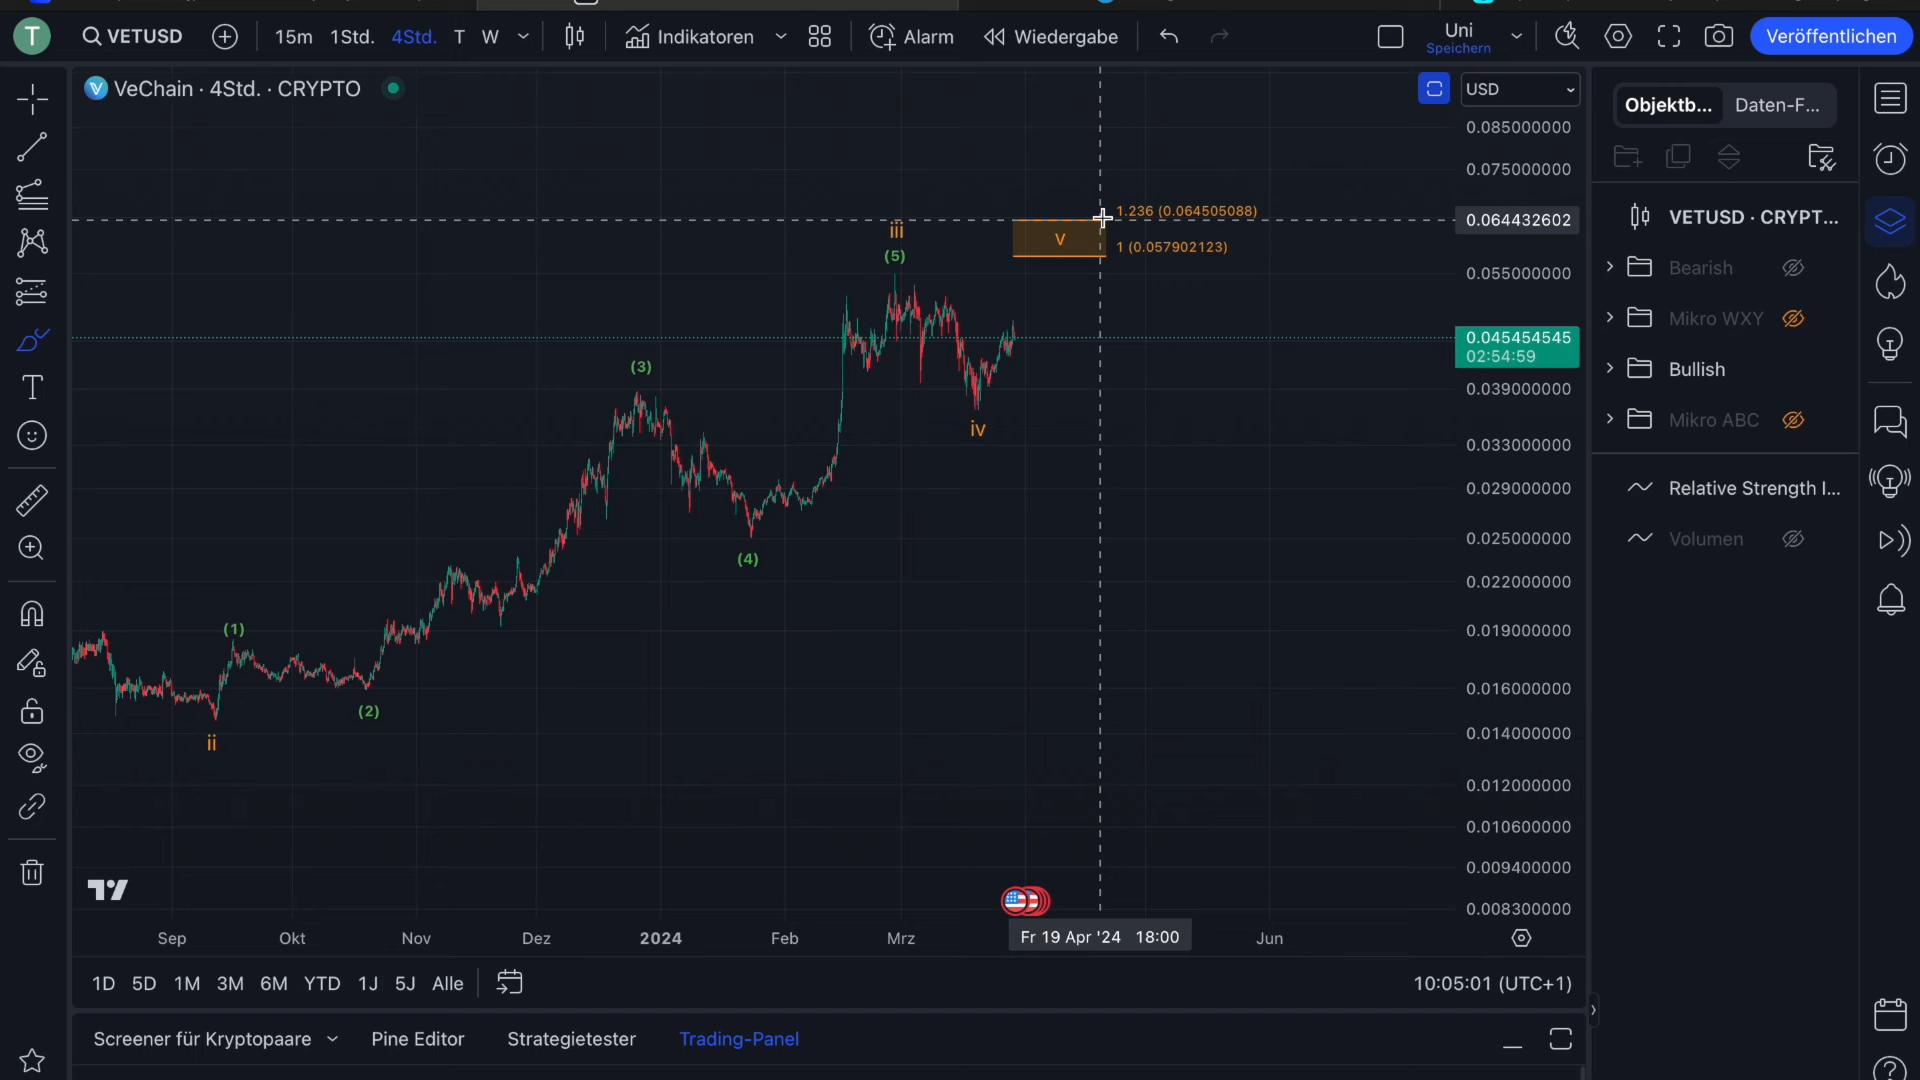 T
VETUSD
15m
1Std.
4Std.
T
W
Indikatoren
Alarm
Wiedergabe
Uni
Speichern
Veröffentlichen
VeChain · 4Std. · CRYPTO
USD
Objektb...
Daten-F...
0.085000000
0.075000000
1.236 (0.064505088)
0.064432602
iii
v
1 (0.057902123)
(5)
0.055000000
0.045454545
02:54:59
(3)
0.039000000
iv
0.033000000
0.029000000
0.025000000
(4)
0.022000000
(1)
0.019000000
0.016000000
(2)
ii
0.014000000
0.012000000
0.010600000
0.009400000
0.008300000
VETUSD · CRYPT...
Bearish
Mikro WXY
Bullish
Mikro ABC
Relative Strength I...
Volumen
Sep
Okt
Nov
Dez
2024
Feb
Mrz
Fr 19 Apr '24 18:00
Jun
1D
5D
1M
3M
6M
YTD
1J
5J
Alle
10:05:01 (UTC+1)
Screener für Kryptopaare
Pine Editor
Strategietester
Trading-Panel